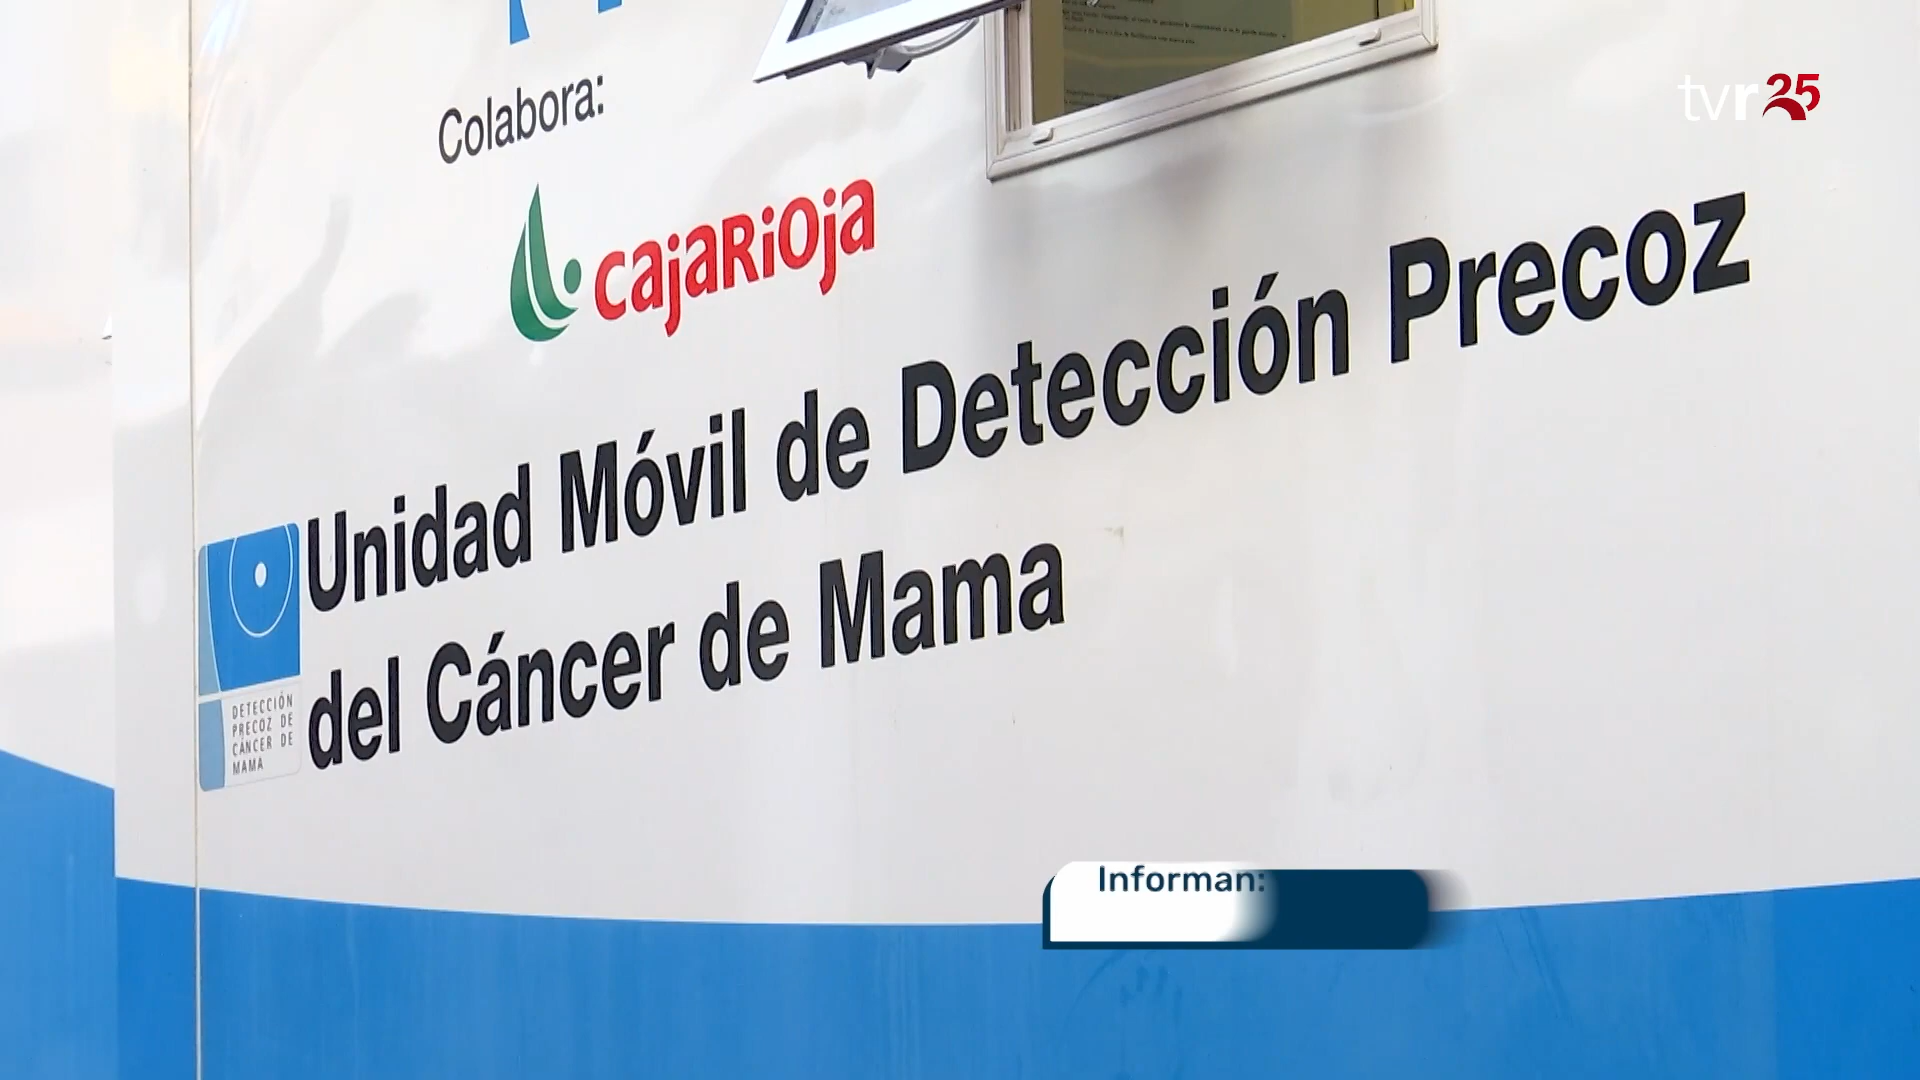 Colabora:
tvr25
cajaRioja
Unidad Móvil de Detección Precoz
del Cáncer de Mama
DETECCIÓN
PRECOZ DE
CÁNCER DE
MAMA
Informan: